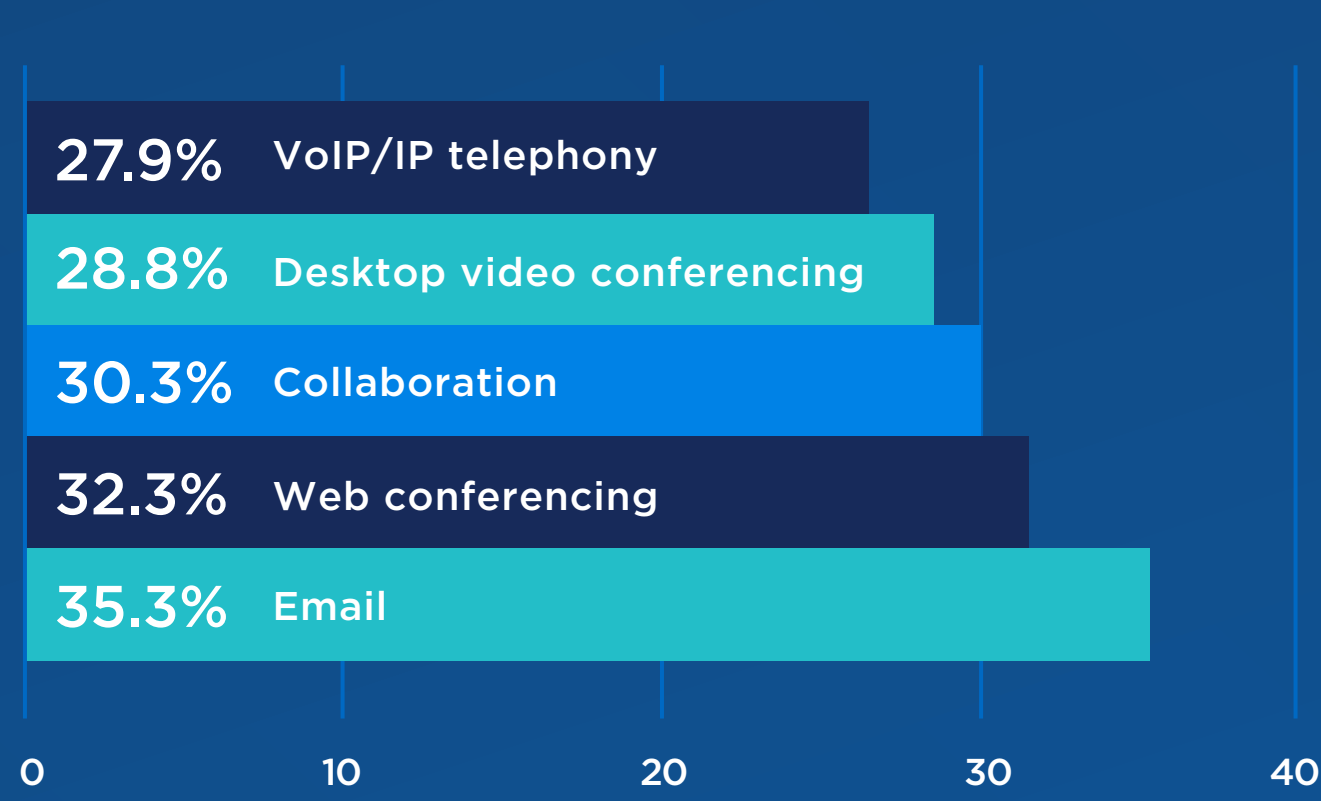 27.9% VoIP/IP telephony
28.8% Desktop video conferencing
30.3% Collaboration
32.3% Web conferencing
35.3% Email
0 10 20 30 40